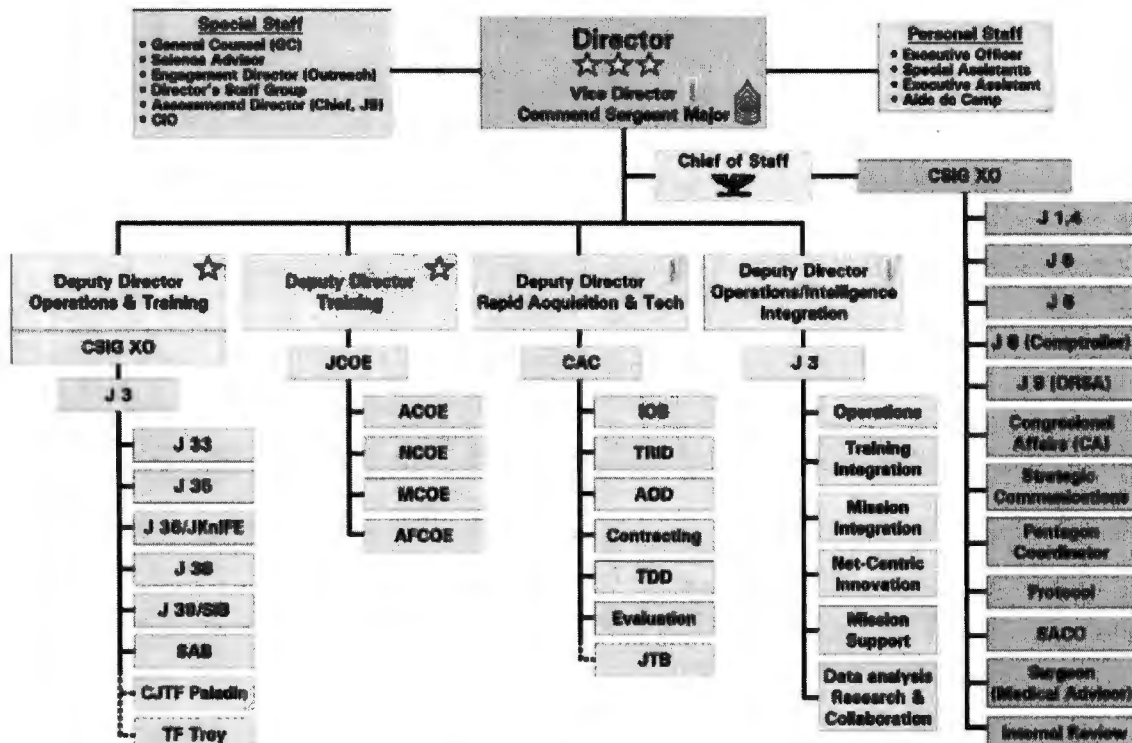 Special Staff
• General Counsel (GC)
• Science Advisor
• Engagement Director (Outreach)
• Director's Staff Group
• Director (Chief,
• CIO
Director
Vice Director
Command Sergeant Major
Personal Staff
• Executive Officer
• Special Assistants
• Executive Assistant
• Aide de Camp
Chief of Staff
CSIG XO
Deputy Director
Operations & Training
CSIG XO
J 3
J 33
J 35
J 36/JKnIFE
J 38
J 39/SIB
SAB
CJTF Paladin
TF Troy
Deputy Director
Training
JCOE
ACOE
NCOE
MCOE
AFCOE
Deputy Director
Rapid Acquisition & Tech
CAC
IOB
TRID
AOD
Contracting
TDD
Evaluation
JTB
Deputy Director
Operations/Intelligence
Integration
J 3
Operations
Training
Integration
Mission
Integration
Net-Centric
Innovation
Mission
Support
Data analysis
Research &
Collaboration
J 1,4
J
J
J 8 (Comptroller)
J 9 (ORSA)
Congresional
Affairs (CA)
Strategic
Communications
Pentagon
Coordinator
Protocol
SACO
Surgeon
(Medical Advisor)
Internal Review